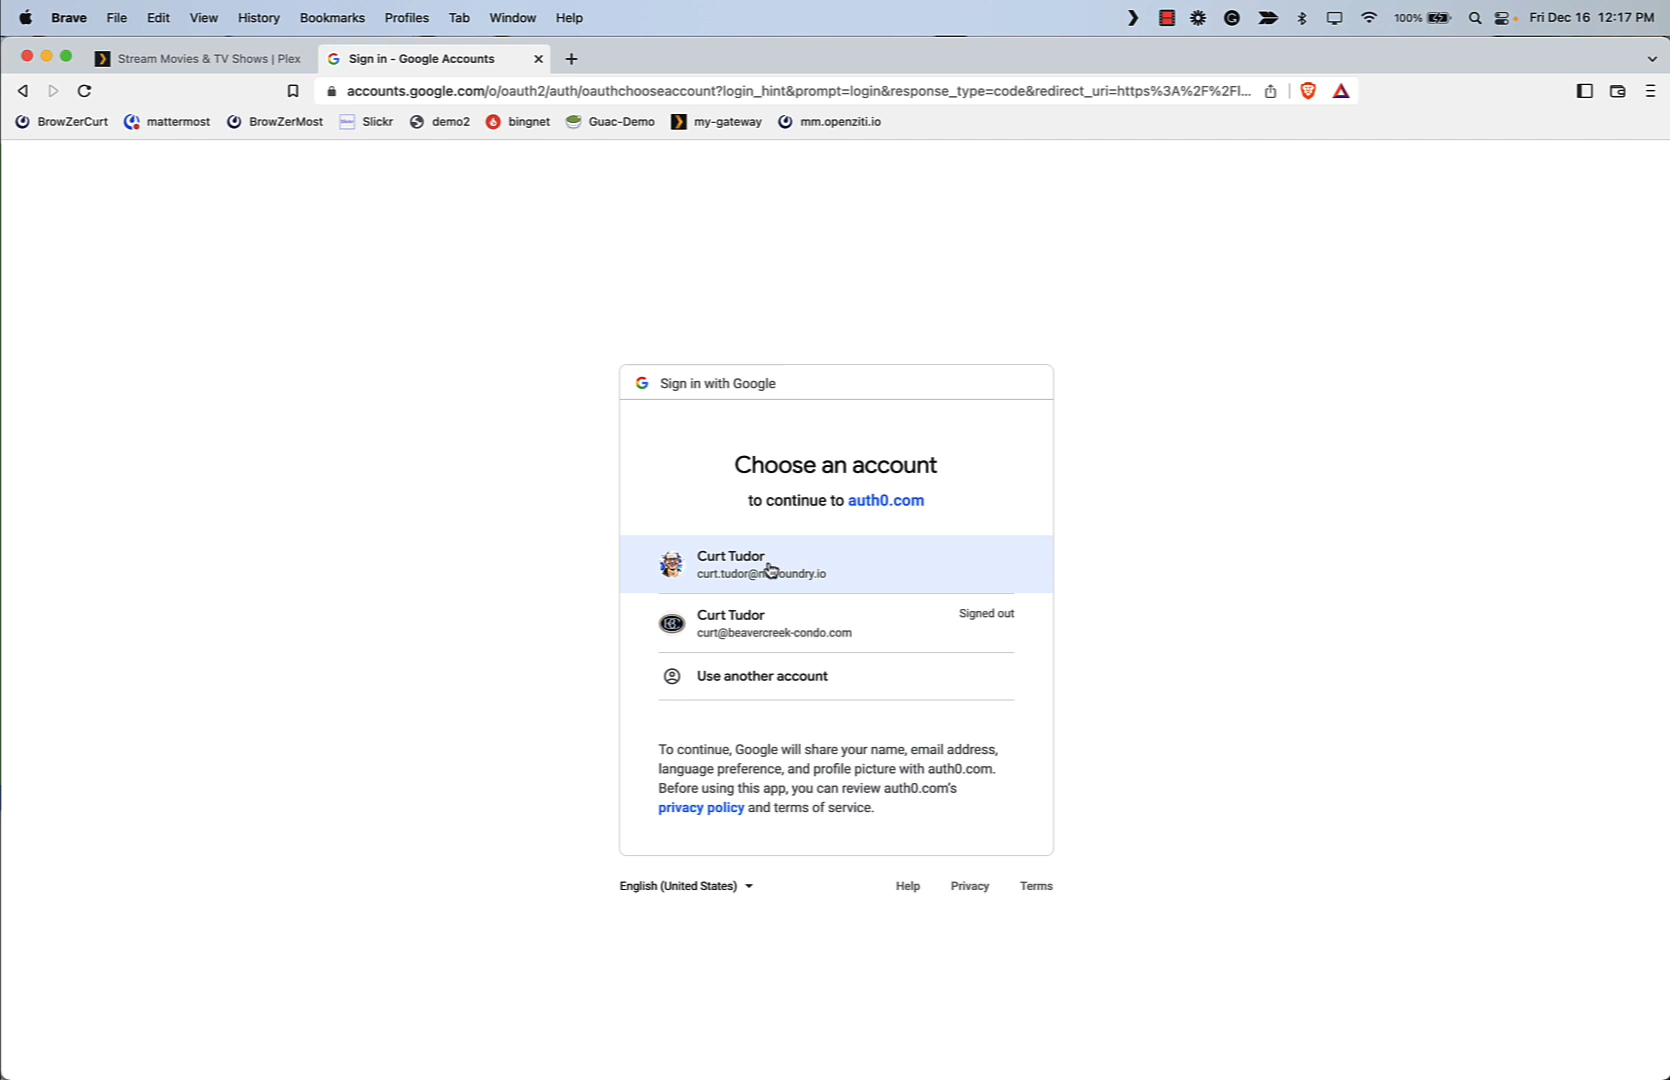 Brave File Edit View History Bookmarks Profiles Tab Window Help 100% Fri Dec 16 12:17 PM
Stream Movies & TV Shows | Plex Sign in - Google Accounts
accounts.google.com/o/oauth2/auth/oauthchooseaccount?login_hint&prompt=login&response_type=code&redirect_uri=https%3A%2F%2Fl...
BrowZerCurt mattermost BrowZerMost Slickr demo2 bingnet Guac-Demo my-gateway mm.openziti.io
Sign in with Google
Choose an account
to continue to auth0.com
Curt Tudor
Curt Tudor Signed out
curt@beavercreek-condo.com
Use another account
To continue, Google will share your name, email address,
language preference, and profile picture with auth0.com.
Before using this app, you can review auth0.com's
privacy policy and terms of service.
English (United States) Help Privacy Terms